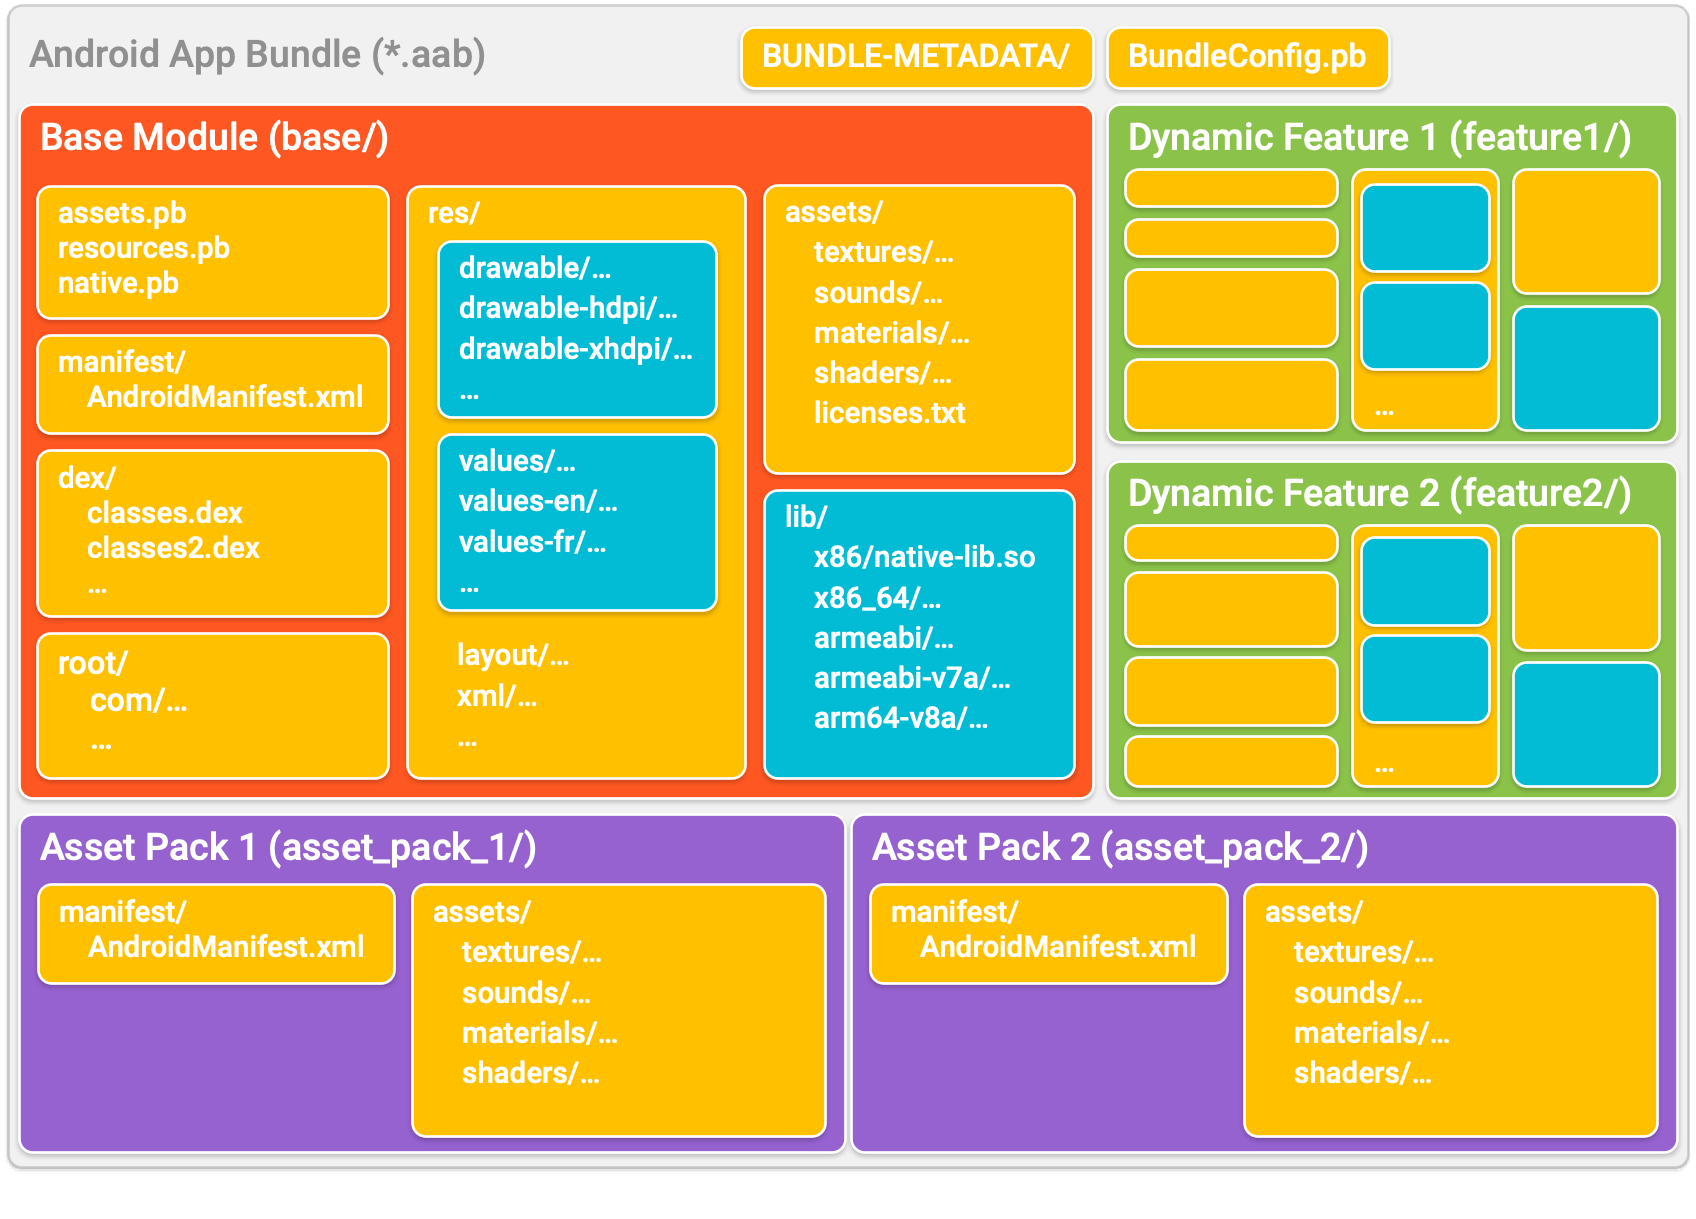 Android App Bundle (*.aab)
BUNDLE-METADATA/
BundleConfig.pb
Base Module (base/)
assets.pb
resources.pb
native.pb
manifest/
AndroidManifest.xml
dex/
classes.dex
classes2.dex
…
root/
com/…
…
res/
drawable/…
drawable-hdpi/…
drawable-xhdpi/…
…
values/…
values-en/…
values-fr/…
…
layout/…
xml/…
…
assets/
textures/…
sounds/…
materials/…
shaders/…
licenses.txt
lib/
x86/native-lib.so
x86_64/…
armeabi/…
armeabi-v7a/…
arm64-v8a/…
Dynamic Feature 1 (feature1/)
…
Dynamic Feature 2 (feature2/)
…
Asset Pack 1 (asset_pack_1/)
manifest/
AndroidManifest.xml
assets/
textures/…
sounds/…
materials/…
shaders/…
Asset Pack 2 (asset_pack_2/)
manifest/
AndroidManifest.xml
assets/
textures/…
sounds/…
materials/…
shaders/…